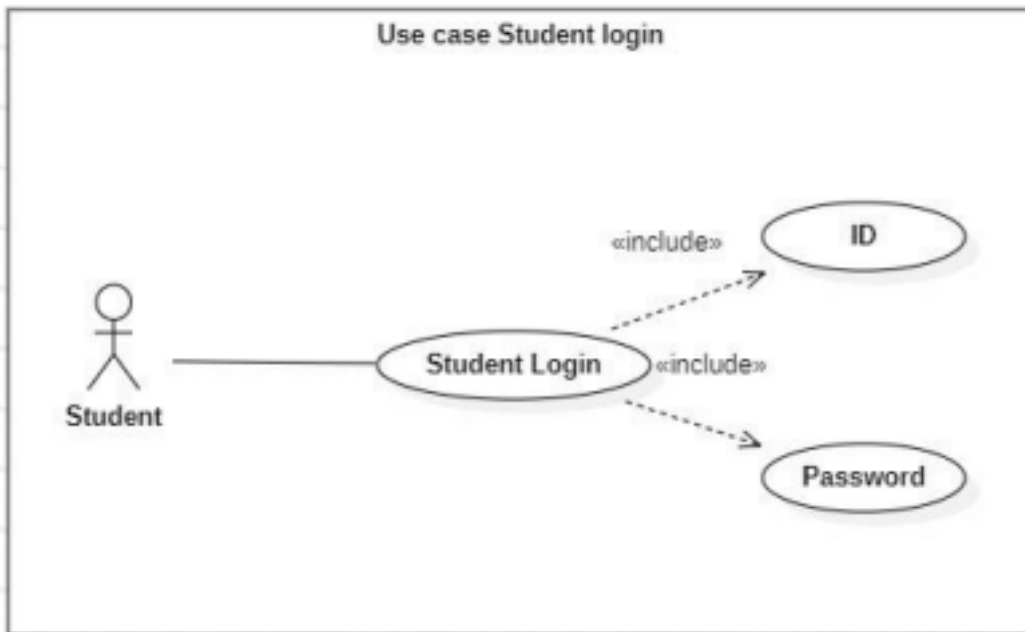 Use case Student login
«include»
ID
Student Login
«include»
Student
Password